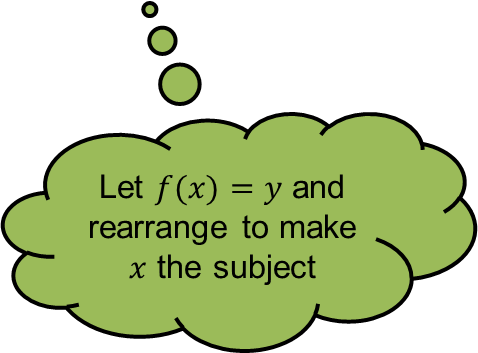 Let 𝑓(𝑥) = 𝑦 and
rearrange to make
𝑥 the subject